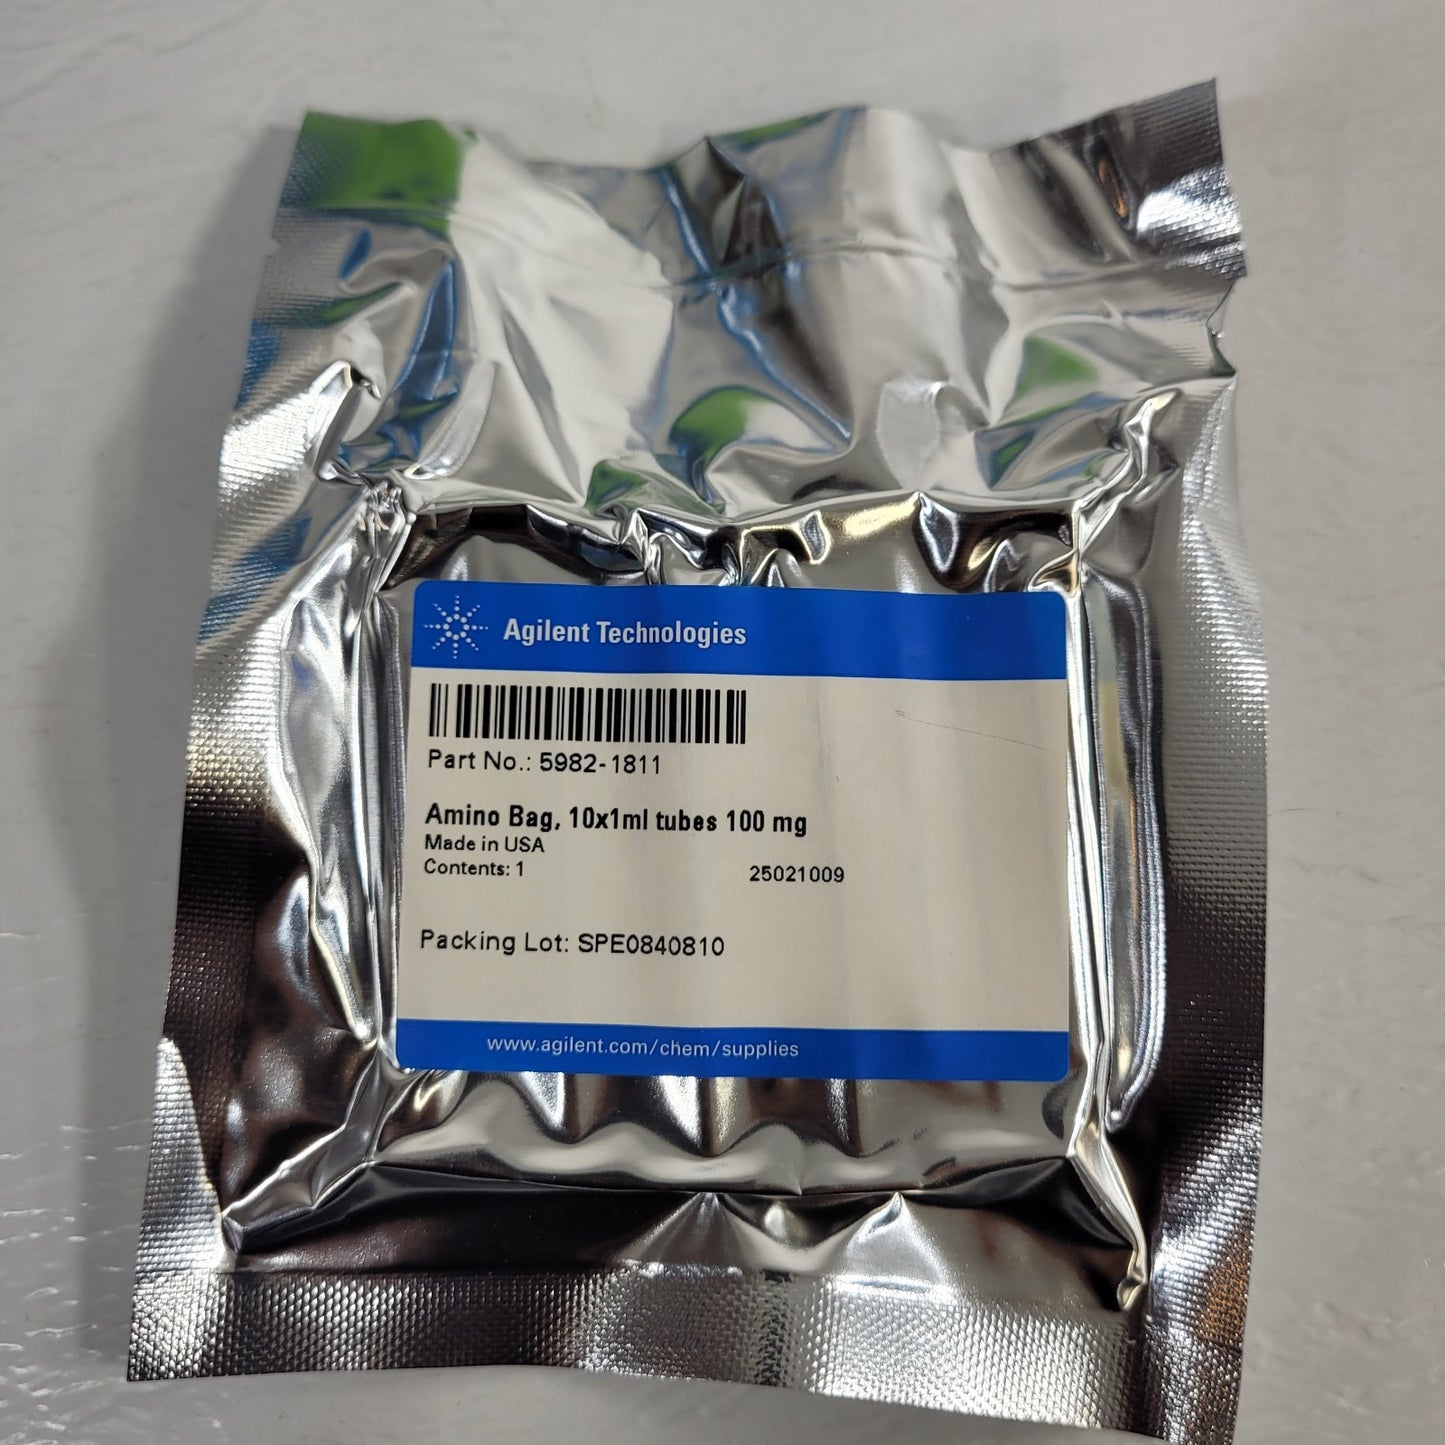 Agilent Technologies
Part No.: 5982-1811
Amino Bag, 10x1ml tubes 100 mg
Made in USA
Contents: 1 25021009
Packing Lot: SPE0840810
www.agilent.com/chem/supplies